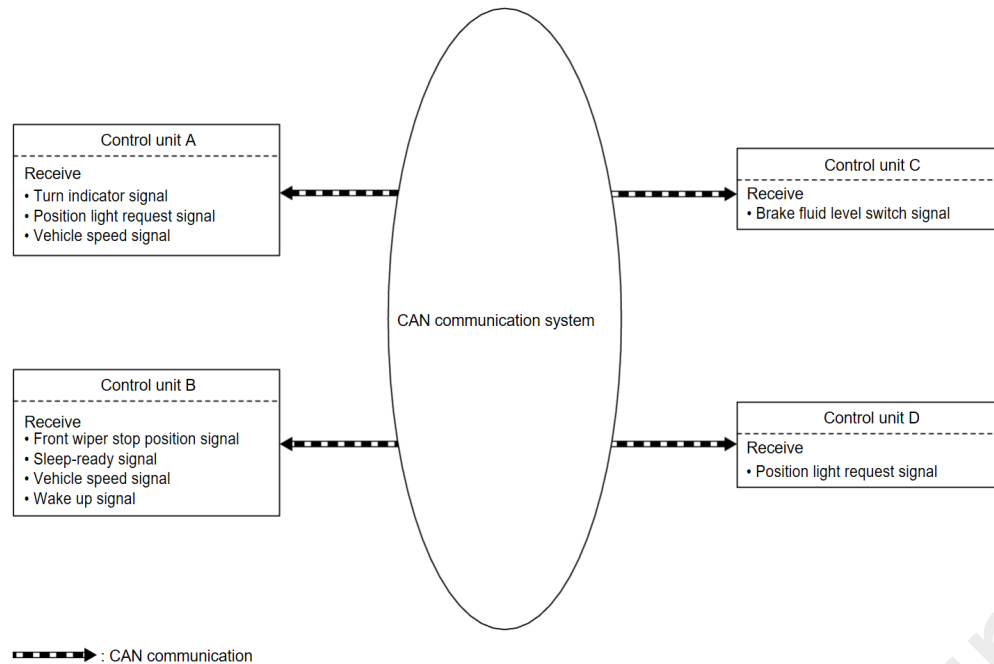 Control unit A
Receive
• Turn indicator signal
• Position light request signal
• Vehicle speed signal
Control unit C
Receive
• Brake fluid level switch signal
CAN communication system
Control unit B
Receive
• Front wiper stop position signal
• Sleep-ready signal
• Vehicle speed signal
• Wake up signal
Control unit D
Receive
• Position light request signal
: CAN communication